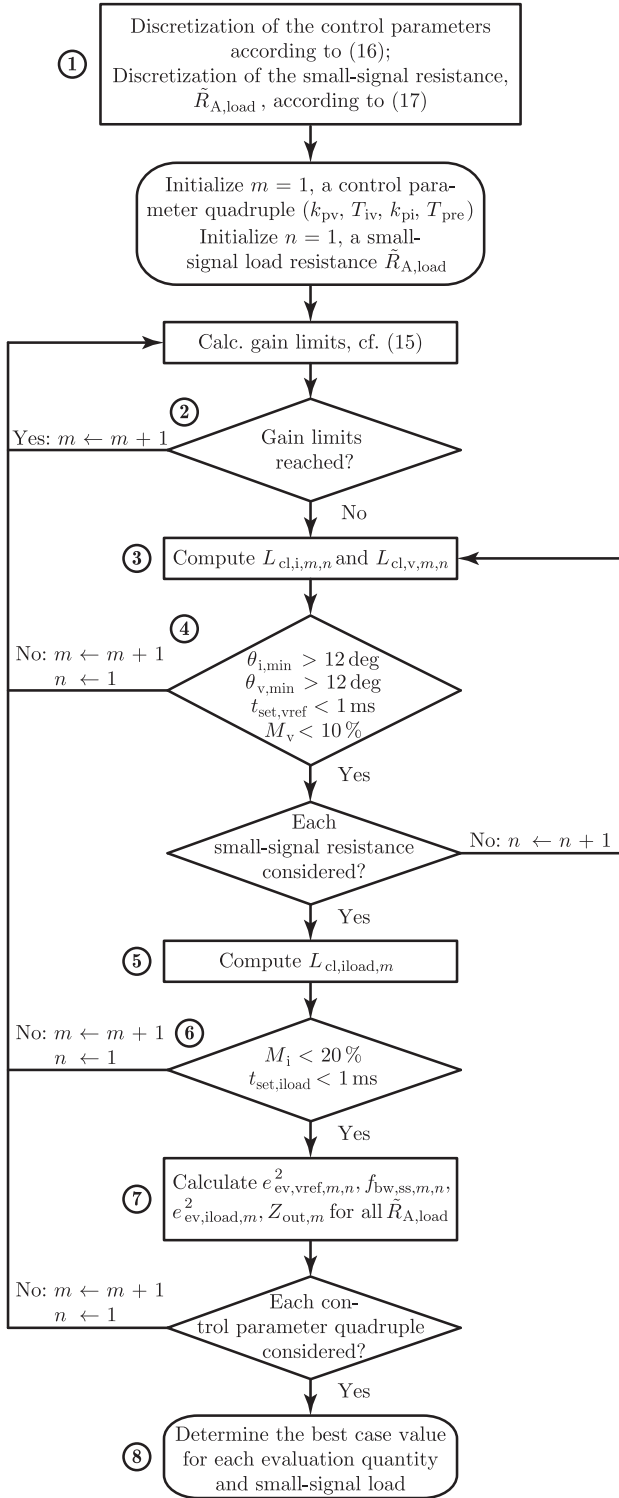 Discretization of the control parameters
according to (16);
① Discretization of the small-signal resistance,
R̃A,load , according to (17)
Initialize m = 1, a control para-
meter quadruple (kpv, Tiv, kpi, Tpre)
Initialize n = 1, a small-
signal load resistance R̃A,load
Calc. gain limits, cf. (15)
②
Yes: m ← m + 1
Gain limits
reached?
No
③ Compute Lcl,i,m,n and Lcl,v,m,n
④
No: m ← m + 1
n ← 1
θi,min > 12 deg
θv,min > 12 deg
tset,vref < 1 ms
Mv < 10 %
Yes
Each
small-signal resistance
considered?
No: n ← n + 1
Yes
⑤ Compute Lcl,iload,m
No: m ← m + 1 ⑥
n ← 1
Mi < 20 %
tset,iload < 1 ms
Yes
⑦ Calculate e²ev,vref,m,n, fbw,ss,m,n,
e²ev,iload,m, Zout,m for all R̃A,load
No: m ← m + 1
n ← 1
Each con-
trol parameter quadruple
considered?
Yes
Determine the best case value
⑧ for each evaluation quantity
and small-signal load